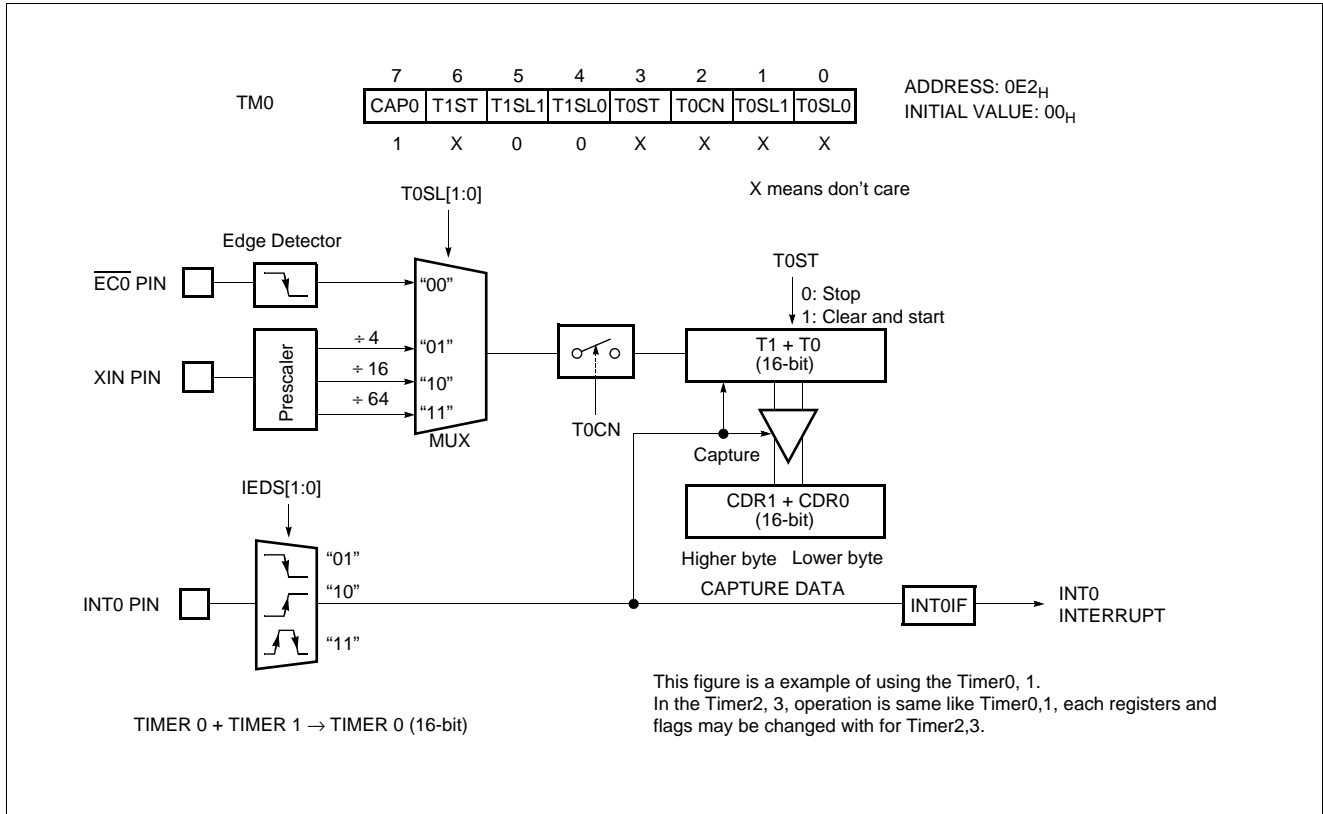 7 6 5 4 3 2 1 0
TM0 CAP0 T1ST T1SL1 T1SL0 T0ST T0CN T0SL1 T0SL0
1 X 0 0 X X X X
ADDRESS: 0E2H
INITIAL VALUE: 00H
X means don't care
T0SL[1:0]
Edge Detector
EC0 PIN
"00"
XIN PIN
Prescaler
÷ 4
"01"
÷ 16
"10"
÷ 64
"11"
MUX
T0CN
T0ST
0: Stop
1: Clear and start
T1 + T0
(16-bit)
Capture
CDR1 + CDR0
(16-bit)
Higher byte Lower byte
CAPTURE DATA
IEDS[1:0]
INT0 PIN
"01"
"10"
"11"
INT0IF
INT0
INTERRUPT
TIMER 0 + TIMER 1 → TIMER 0 (16-bit)
This figure is a example of using the Timer0, 1.
In the Timer2, 3, operation is same like Timer0,1, each registers and
flags may be changed with for Timer2,3.